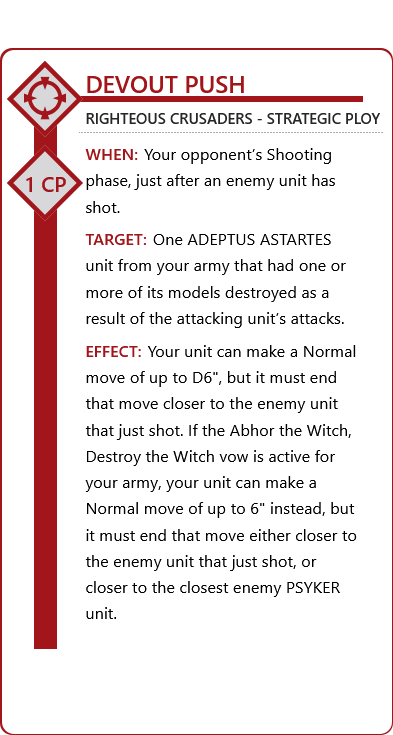 DEVOUT PUSH
RIGHTEOUS CRUSADERS - STRATEGIC PLOY
1 CP
WHEN: Your opponent’s Shooting
phase, just after an enemy unit has
shot.
TARGET: One ADEPTUS ASTARTES
unit from your army that had one or
more of its models destroyed as a
result of the attacking unit’s attacks.
EFFECT: Your unit can make a Normal
move of up to D6", but it must end
that move closer to the enemy unit
that just shot. If the Abhor the Witch,
Destroy the Witch vow is active for
your army, your unit can make a
Normal move of up to 6" instead, but
it must end that move either closer to
the enemy unit that just shot, or
closer to the closest enemy PSYKER
unit.